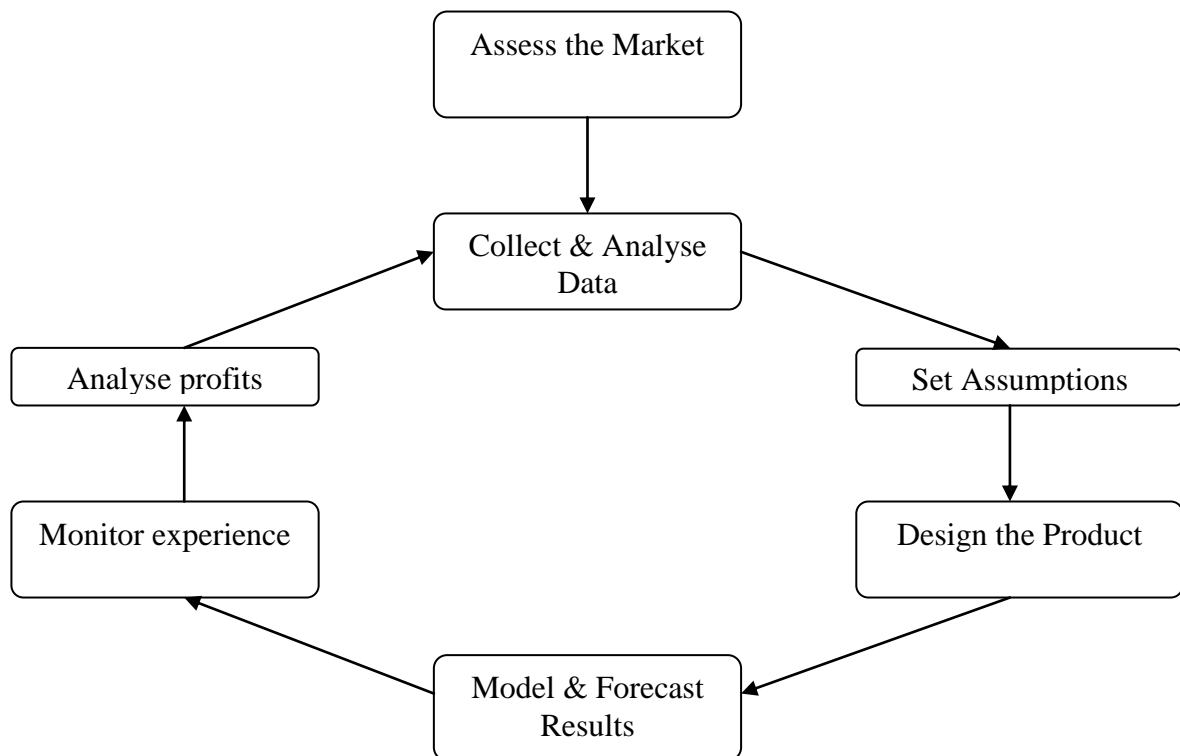 Assess the Market
Collect & Analyse
Data
Analyse profits
Set Assumptions
Monitor experience
Design the Product
Model & Forecast
Results